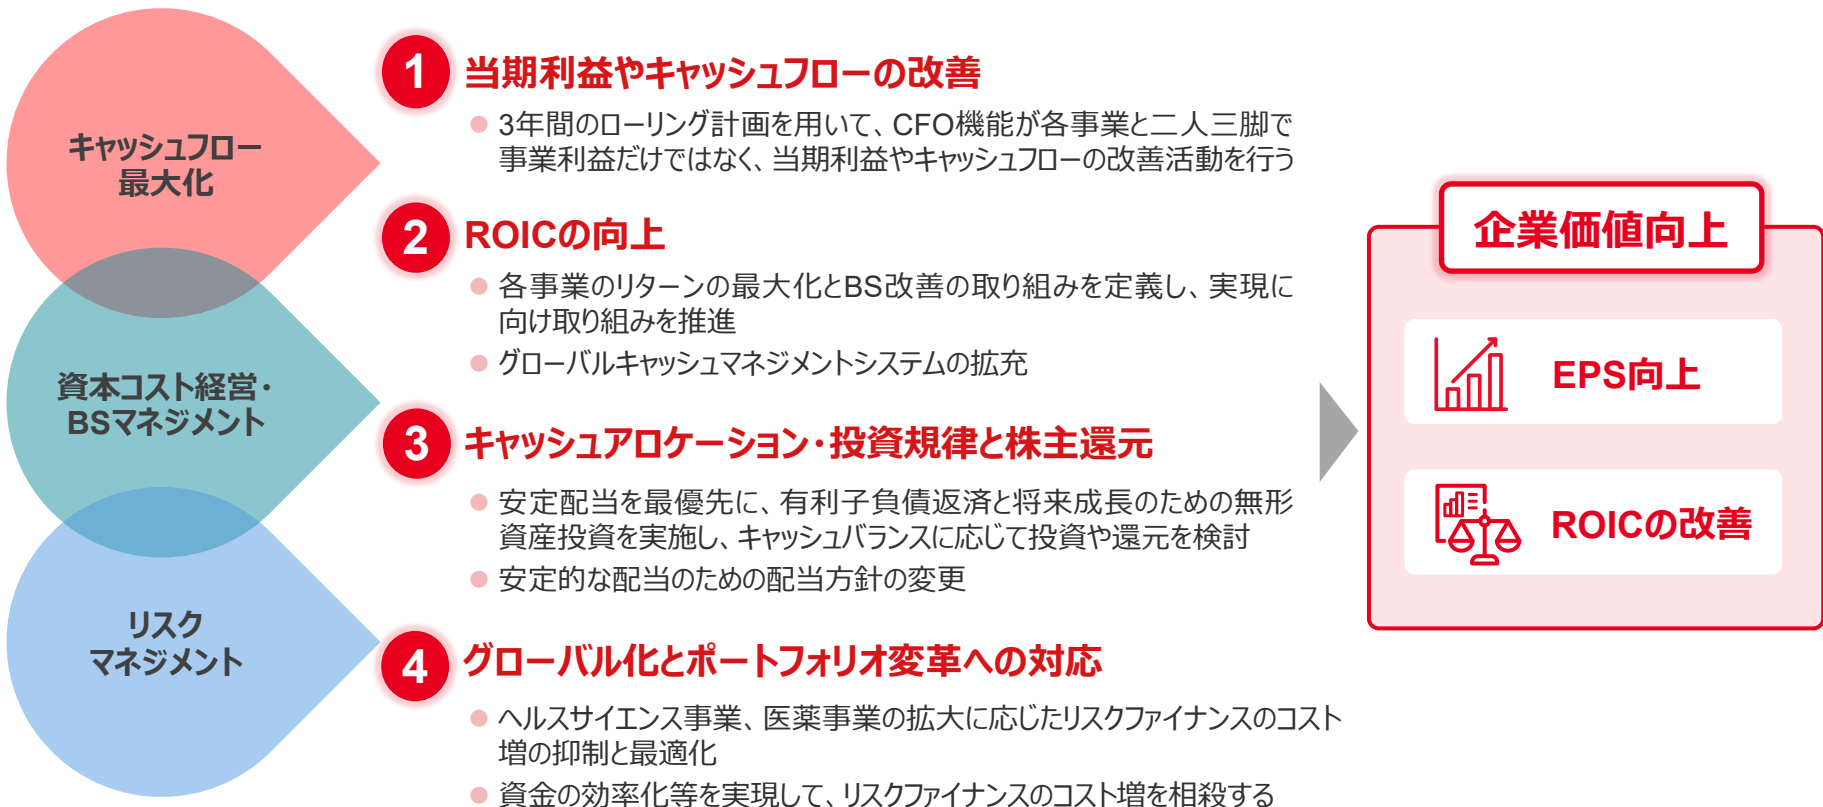 キャッシュフロー
最大化
資本コスト経営・
BSマネジメント
リスク
マネジメント
1 当期利益やキャッシュフローの改善
● 3年間のローリング計画を用いて、CFO機能が各事業と二人三脚で
事業利益だけではなく、当期利益やキャッシュフローの改善活動を行う
2 ROICの向上
● 各事業のリターンの最大化とBS改善の取り組みを定義し、実現に
向け取り組みを推進
● グローバルキャッシュマネジメントシステムの拡充
3 キャッシュアロケーション・投資規律と株主還元
● 安定配当を最優先に、有利子負債返済と将来成長のための無形
資産投資を実施し、キャッシュバランスに応じて投資や還元を検討
● 安定的な配当のための配当方針の変更
4 グローバル化とポートフォリオ変革への対応
● ヘルスサイエンス事業、医薬事業の拡大に応じたリスクファイナンスのコスト
増の抑制と最適化
● 資金の効率化等を実現して、リスクファイナンスのコスト増を相殺する
企業価値向上
EPS向上
ROICの改善